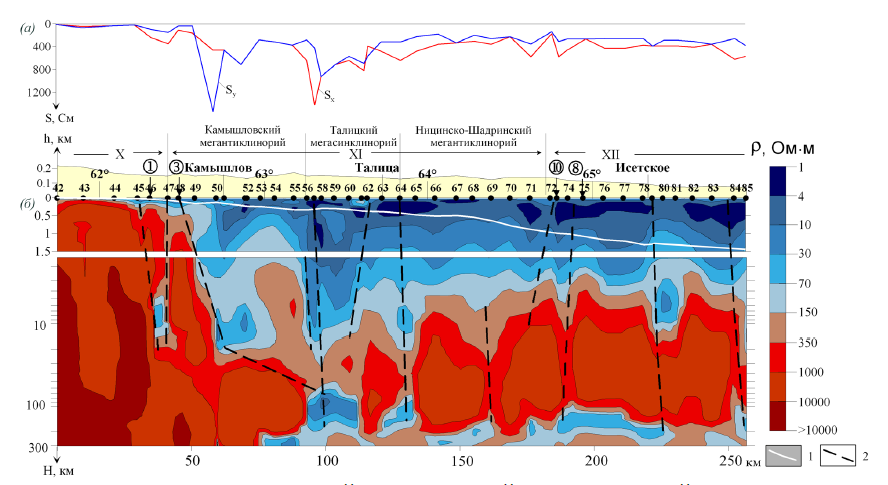 (а)
0
400
800
1200
S, См
Sy
Sx
h, км
X
XI
XII
Камышловский
мегантиклинорий
Талицкий
мегасинклинорий
Ницинско-Шадринский
мегантиклинорий
1
3
10
8
Камышлов
Талица
Исетское
62°
63°
64°
65°
0.2
0.1
42 43 44 45 46 47 48 49 50 52 53 54 55 56 58 59 60 62 63 64 65 67 68 70 71 72 74 75 76 77 78 80 81 82 83 84 85
(б)
0
0.5
1
1.5
10
100
300
H, км
50
100
150
200
250
км
ρ, Ом·м
1
4
10
30
70
150
350
1000
10000
>10000
1
2